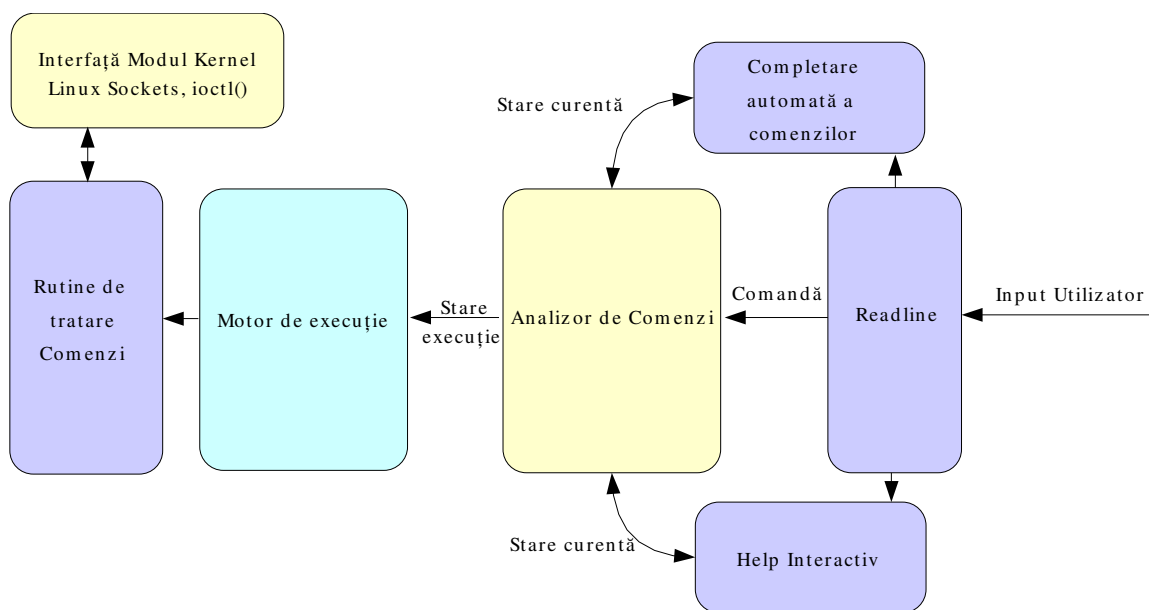 Interfață Modul Kernel
Linux Sockets, ioctl()
Completare
automată a
comenzilor
Stare curentă
Rutine de
tratare
Comenzi
Motor de execuție
Stare
execuție
Analizor de Comenzi
Comandă
Readline
Input Utilizator
Stare curentă
Help Interactiv